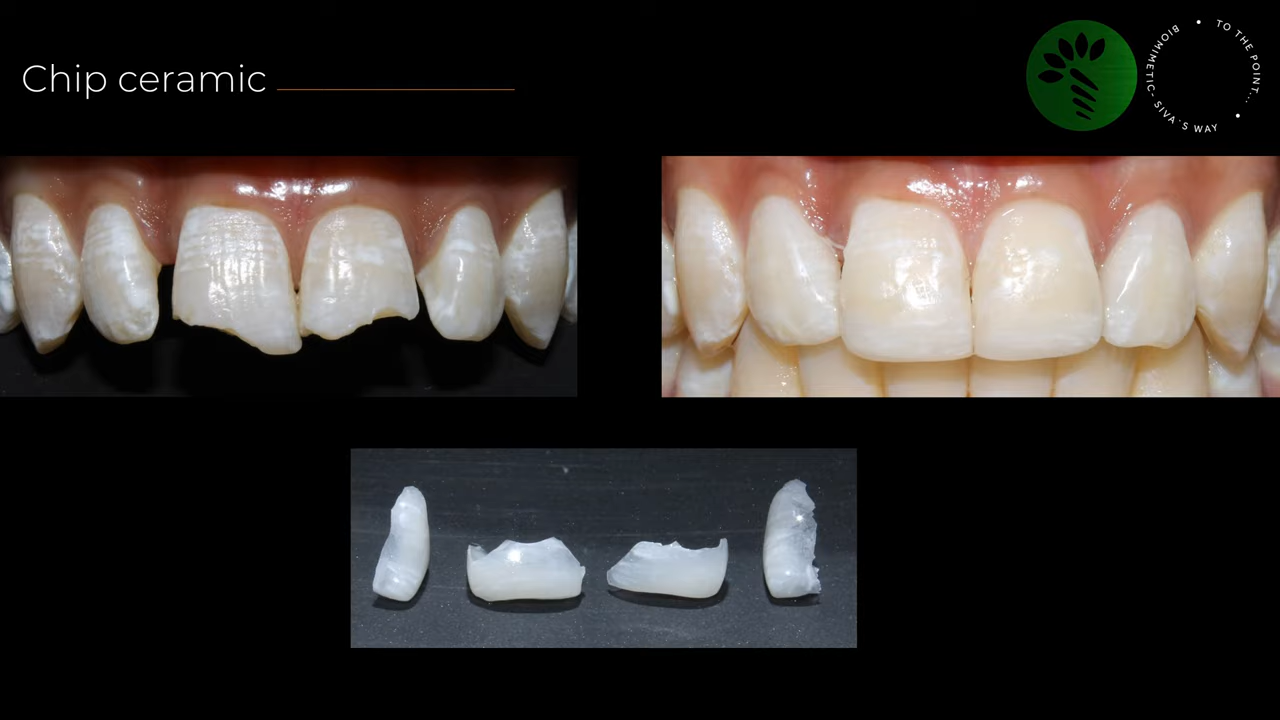 Chip ceramic
BIOMIMETIC- SIVA'S WAY • TO THE POINT... •